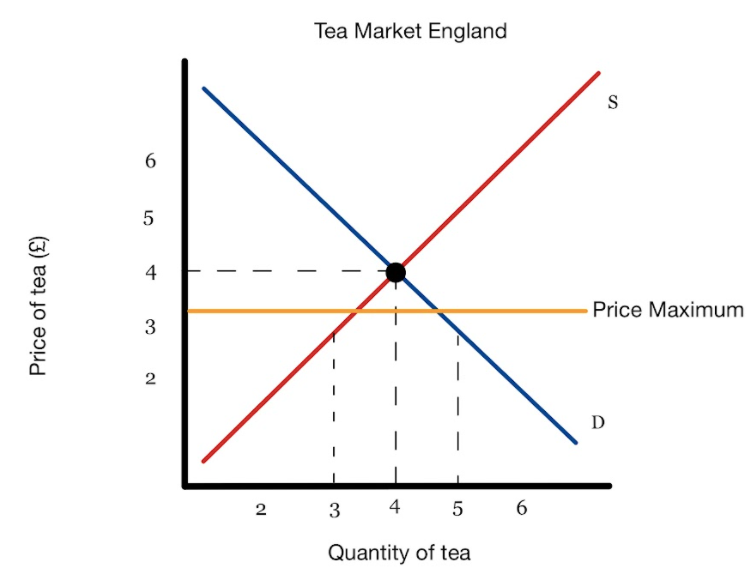 Tea Market England
S
6
5
4
3
2
Price of tea (£)
Price Maximum
D
2 3 4 5 6
Quantity of tea